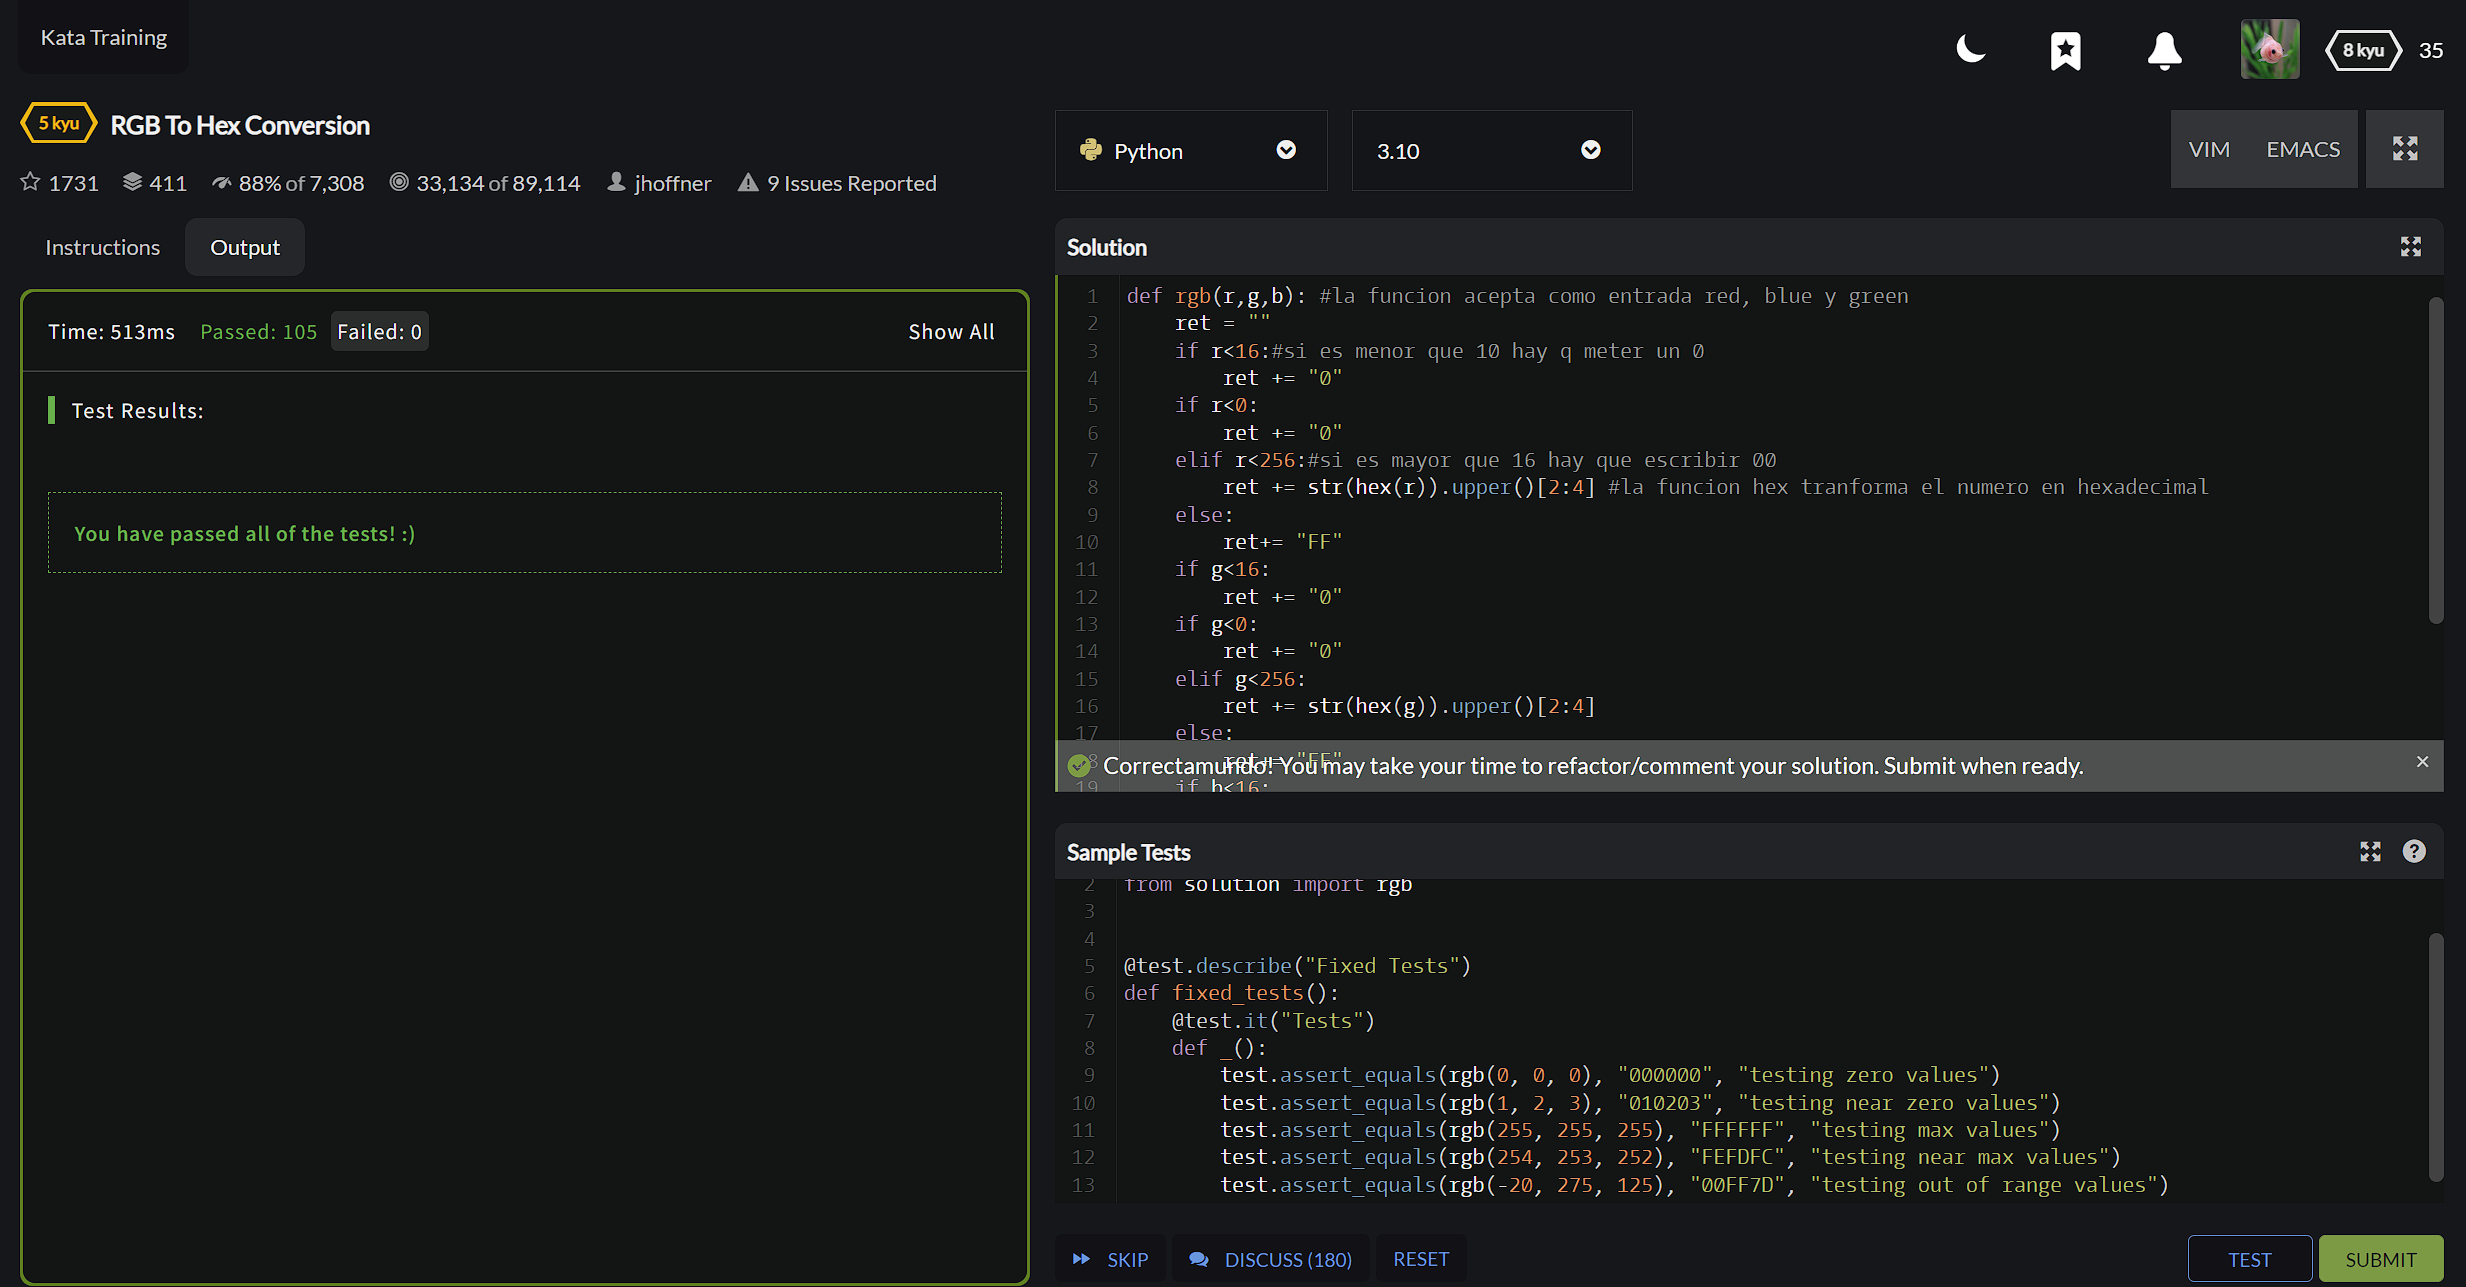 Kata Training
8 kyu 35
5 kyu RGB To Hex Conversion
1731 411 88% of 7,308 33,134 of 89,114 jhoffner 9 Issues Reported
Instructions Output
Time: 513ms Passed: 105 Failed: 0 Show All
Test Results:
You have passed all of the tests! :)
Python 3.10 VIM EMACS
Solution
1 def rgb(r,g,b): #la funcion acepta como entrada red, blue y green
2     ret = ""
3     if r<16:#si es menor que 10 hay q meter un 0
4         ret += "0"
5     if r<0:
6         ret += "0"
7     elif r<256:#si es mayor que 16 hay que escribir 00
8         ret += str(hex(r)).upper()[2:4] #la funcion hex tranforma el numero en hexadecimal
9     else:
10         ret+= "FF"
11     if g<16:
12         ret += "0"
13     if g<0:
14         ret += "0"
15     elif g<256:
16         ret += str(hex(g)).upper()[2:4]
17     else:
18         ret+= "FF"
Correctamundo! You may take your time to refactor/comment your solution. Submit when ready.
19     if b<16:
Sample Tests
2 from solution import rgb
3
4
5 @test.describe("Fixed Tests")
6 def fixed_tests():
7     @test.it("Tests")
8     def _():
9         test.assert_equals(rgb(0, 0, 0), "000000", "testing zero values")
10         test.assert_equals(rgb(1, 2, 3), "010203", "testing near zero values")
11         test.assert_equals(rgb(255, 255, 255), "FFFFFF", "testing max values")
12         test.assert_equals(rgb(254, 253, 252), "FEFDFC", "testing near max values")
13         test.assert_equals(rgb(-20, 275, 125), "00FF7D", "testing out of range values")
SKIP DISCUSS (180) RESET TEST SUBMIT